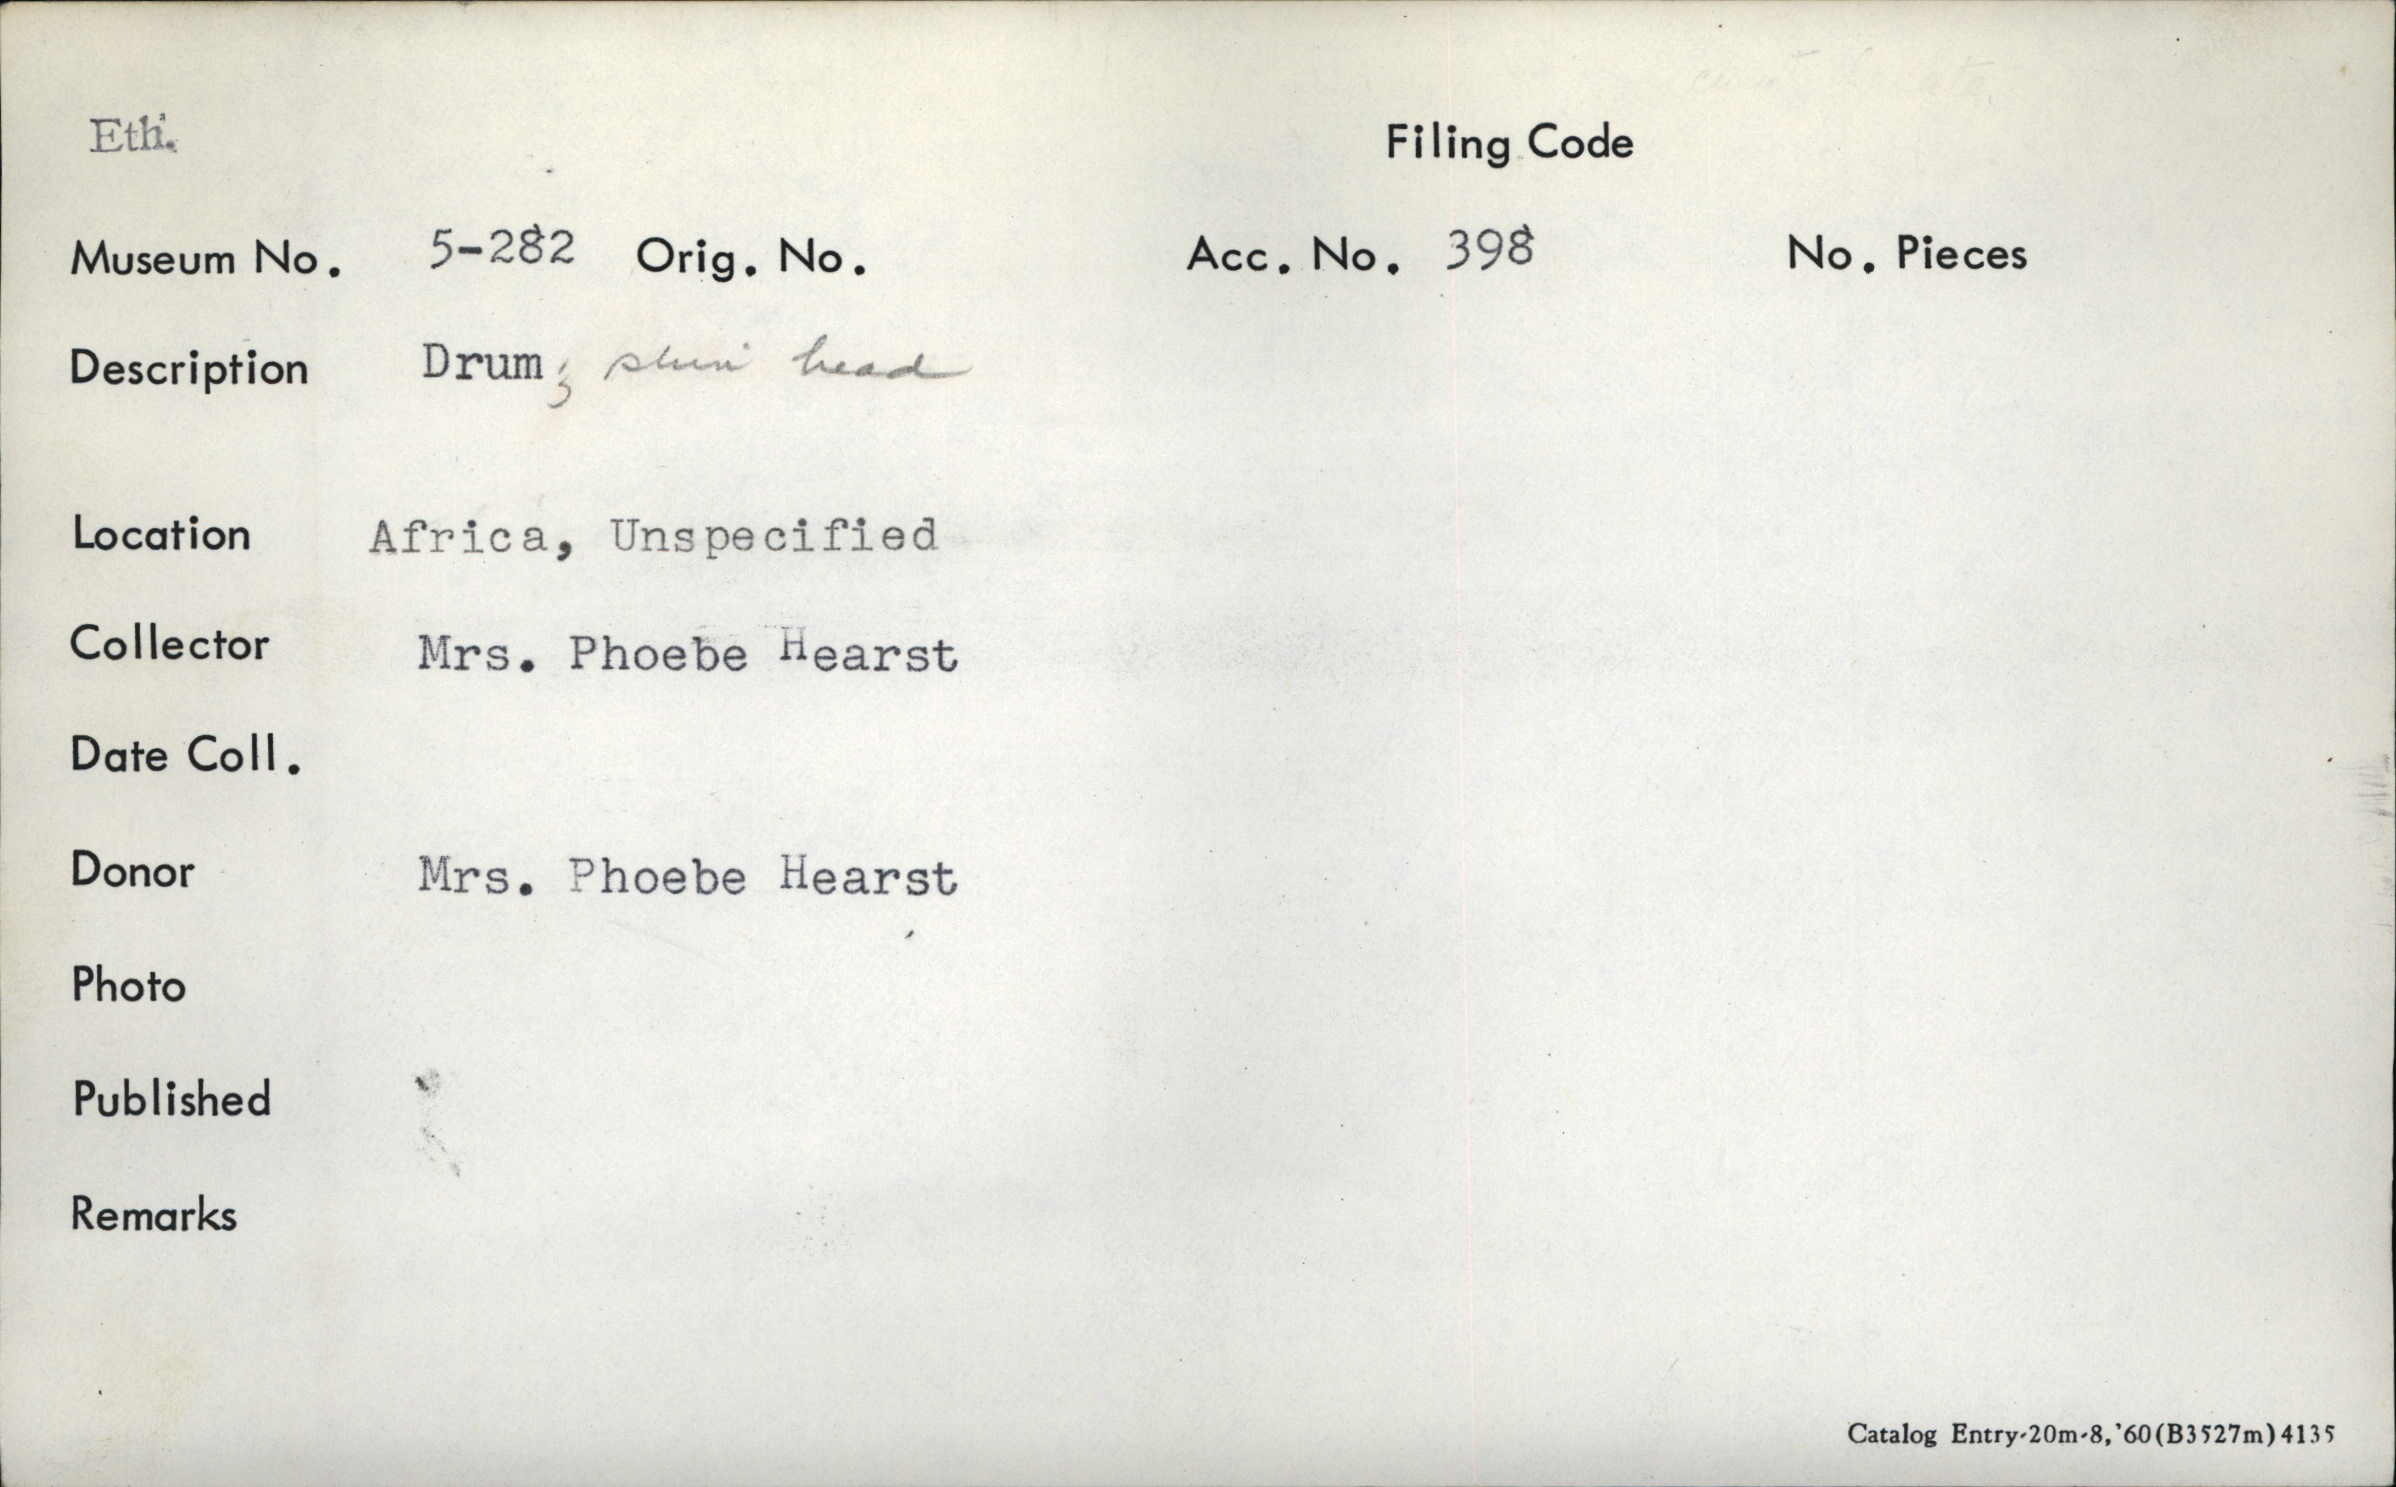 Eth.
Filing Code
Museum No. 5-282 Orig. No. Acc. No. 398 No. Pieces
Description Drum; skin head
Location Africa, Unspecified
Collector Mrs. Phoebe Hearst
Date Coll.
Donor Mrs. Phoebe Hearst
Photo
Published
Remarks
Catalog Entry-20m-8,'60(B3527m)4135